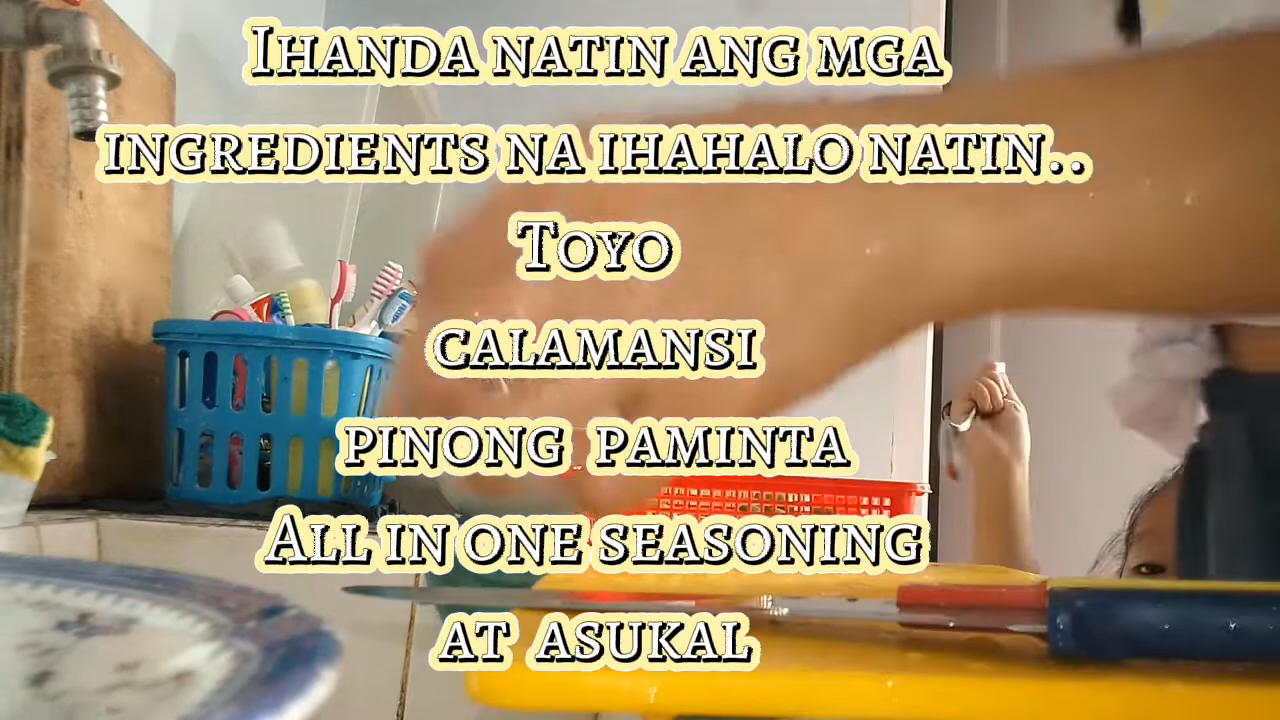 Ihanda natin ang mga
ingredients na ihahalo natin..
Toyo
calamansi
pinong paminta
All in one seasoning
at asukal